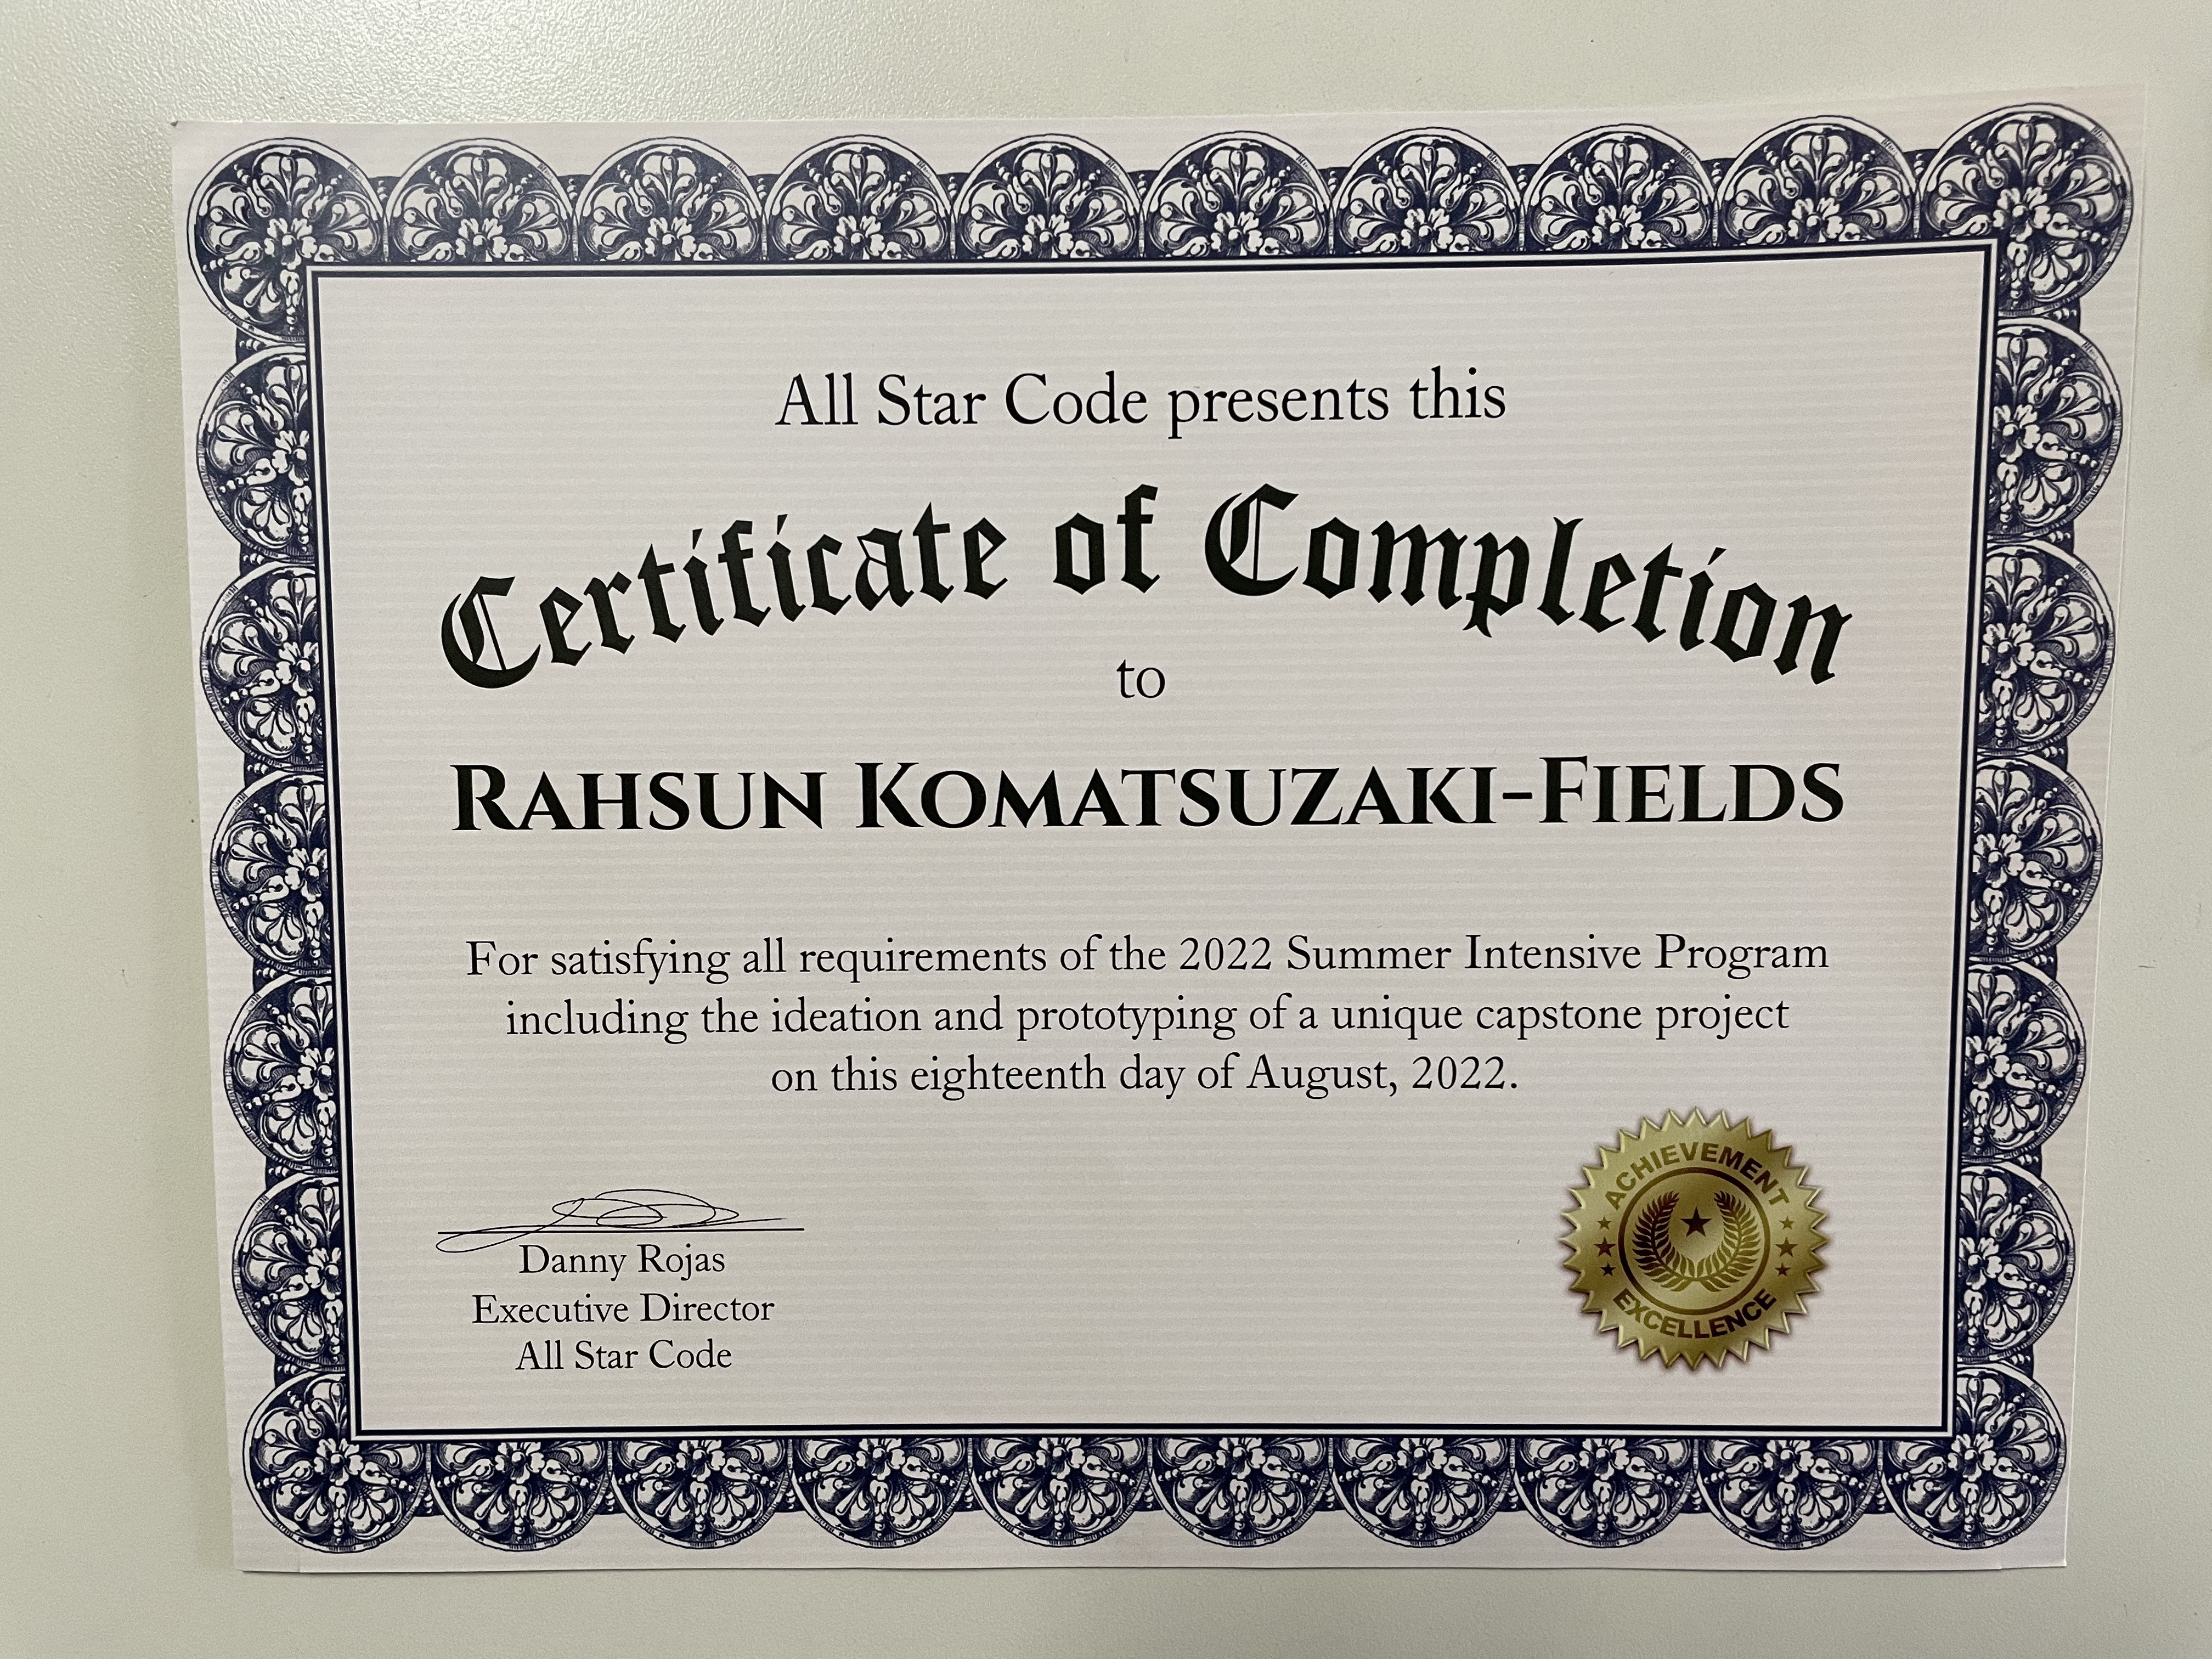 All Star Code presents this
Certificate of Completion
to
RAHSUN KOMATSUZAKI-FIELDS
For satisfying all requirements of the 2022 Summer Intensive Program
including the ideation and prototyping of a unique capstone project
on this eighteenth day of August, 2022.
Danny Rojas
Executive Director
All Star Code
ACHIEVEMENT
EXCELLENCE